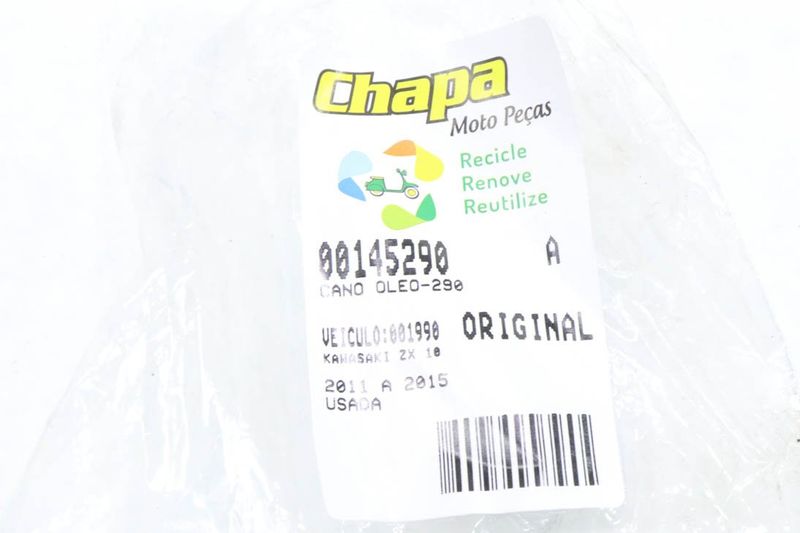 Chapa
Moto Peças
Recicle
Renove
Reutilize
00145290 A
CANO OLEO-290
VEICULO:001990 ORIGINAL
KAWASAKI ZX 10
2011 A 2015
USADA